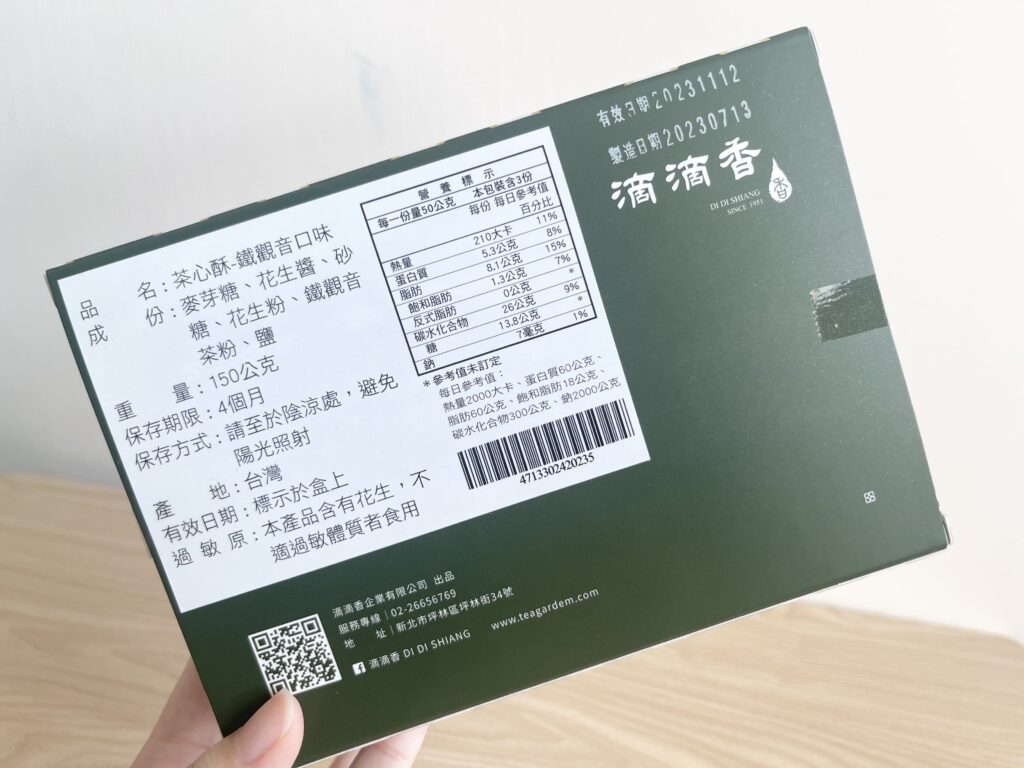 有效日期20231112
製造日期20230713
滴滴香
香
DI DI SHIANG
SINCE 1951
品名：茶心酥-鐵觀音口味
成份：麥芽糖、花生醬、砂
糖、花生粉、鐵觀音
茶粉、鹽
重量：150公克
保存期限：4個月
保存方式：請至於陰涼處，避免
陽光照射
產地：台灣
有效日期：標示於盒上
過敏原：本產品含有花生，不
適過敏體質者食用
營養標示
每一份量50公克 本包裝含3份
每份 每日參考值
百分比
熱量 210大卡 11%
蛋白質 5.3公克 8%
脂肪 8.1公克 15%
飽和脂肪 1.3公克 7%
反式脂肪 0公克 *
碳水化合物 26公克 9%
糖 13.8公克 *
鈉 7毫克 1%
*參考值未訂定
每日參考值：
熱量2000大卡、蛋白質60公克、
脂肪60公克、飽和脂肪18公克、
碳水化合物300公克、鈉2000公克
4713302420235
滴滴香企業有限公司 出品
服務專線｜02-26656769
地址｜新北市坪林區坪林街34號
滴滴香 DI DI SHIANG www.teagardem.com